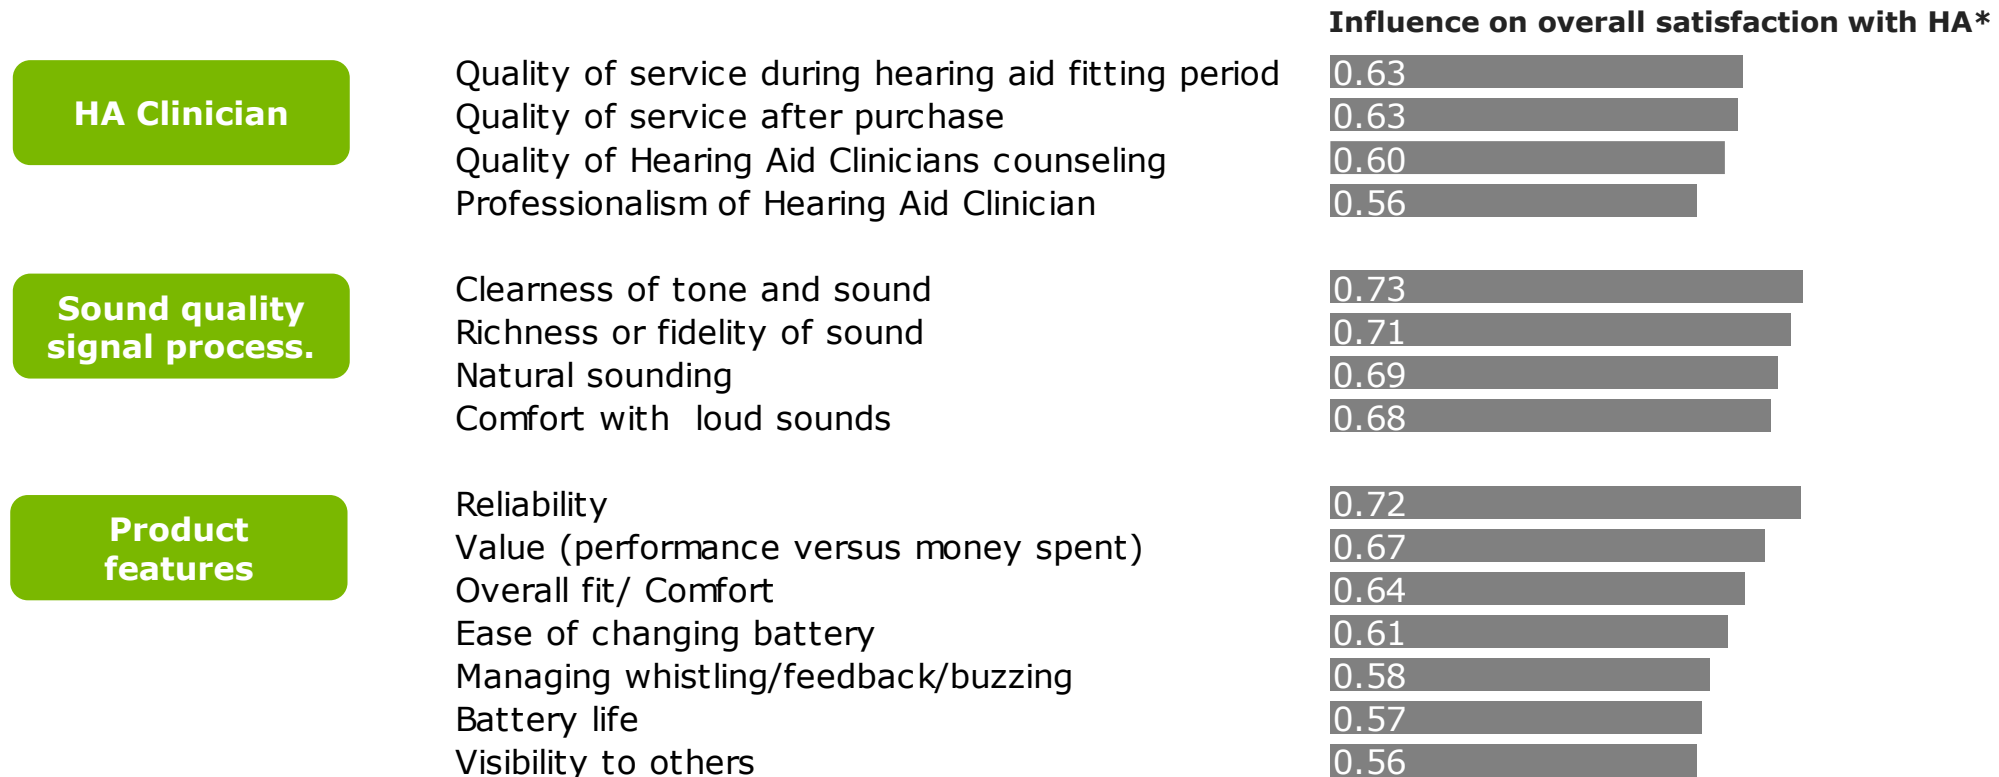 Influence on overall satisfaction with HA*
HA Clinician
Quality of service during hearing aid fitting period 0.63
Quality of service after purchase 0.63
Quality of Hearing Aid Clinicians counseling 0.60
Professionalism of Hearing Aid Clinician 0.56
Sound quality
signal process.
Clearness of tone and sound 0.73
Richness or fidelity of sound 0.71
Natural sounding 0.69
Comfort with loud sounds 0.68
Product
features
Reliability 0.72
Value (performance versus money spent) 0.67
Overall fit/ Comfort 0.64
Ease of changing battery 0.61
Managing whistling/feedback/buzzing 0.58
Battery life 0.57
Visibility to others 0.56